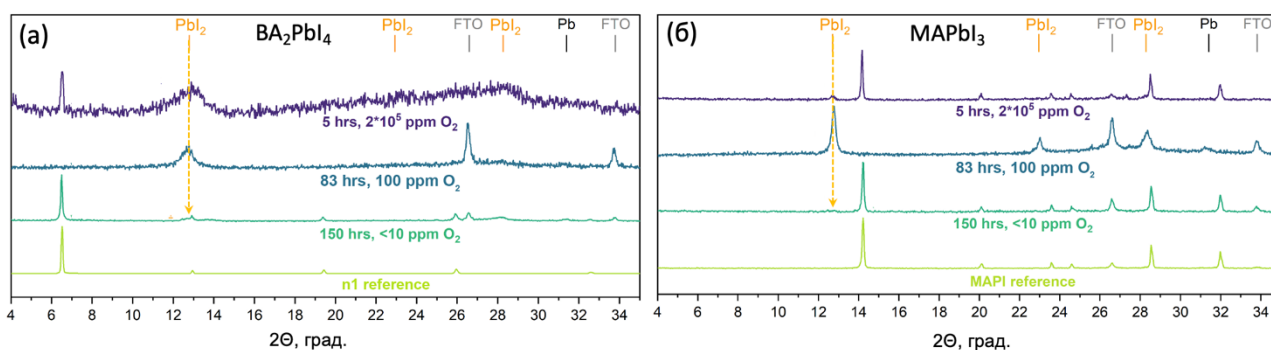 (а)
BA₂PbI₄
PbI₂
PbI₂
FTO
PbI₂
Pb
FTO
5 hrs, 2*10⁵ ppm O₂
83 hrs, 100 ppm O₂
150 hrs, <10 ppm O₂
n1 reference
4 6 8 10 12 14 16 18 20 22 24 26 28 30 32 34
2Θ, град.
(б)
MAPbI₃
PbI₂
PbI₂
FTO
PbI₂
Pb
FTO
5 hrs, 2*10⁵ ppm O₂
83 hrs, 100 ppm O₂
150 hrs, <10 ppm O₂
MAPI reference
4 6 8 10 12 14 16 18 20 22 24 26 28 30 32 34
2Θ, град.